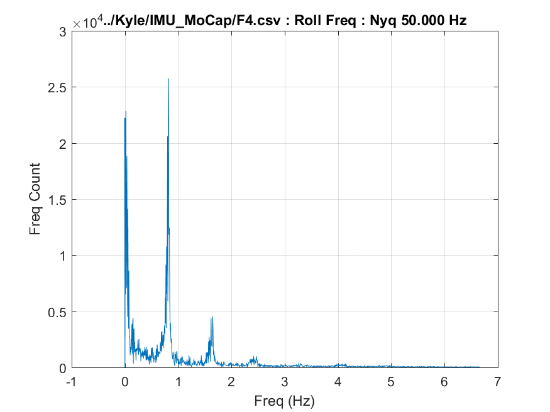 ×10⁴ ../Kyle/IMU_MoCap/F4.csv : Roll Freq : Nyq 50.000 Hz
3
2.5
2
1.5
1
0.5
0
Freq Count
-1 0 1 2 3 4 5 6 7
Freq (Hz)